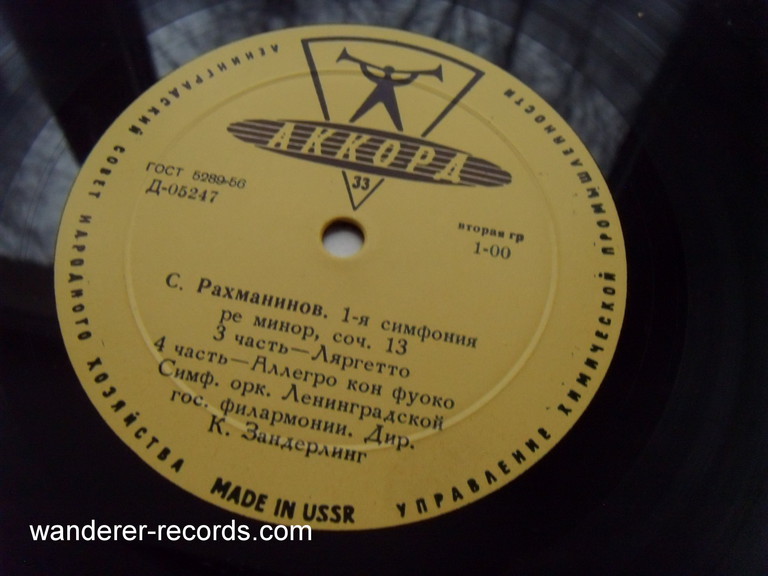 ЛЕНИНГРАДСКИЙ СОВЕТ НАРОДНОГО ХОЗЯЙСТВА
УПРАВЛЕНИЕ ХИМИЧЕСКОЙ ПРОМЫШЛЕННОСТИ
АККОРД
33
ГОСТ 5289-56
Д-05247
вторая гр
1-00
С. Рахманинов. 1-я симфония
ре минор, соч. 13
3 часть—Ляргетто
4 часть—Аллегро кон фуоко
Симф. орк. Ленинградской
гос. филармонии. Дир.
К. Зандерлинг
MADE IN USSR
wanderer-records.com